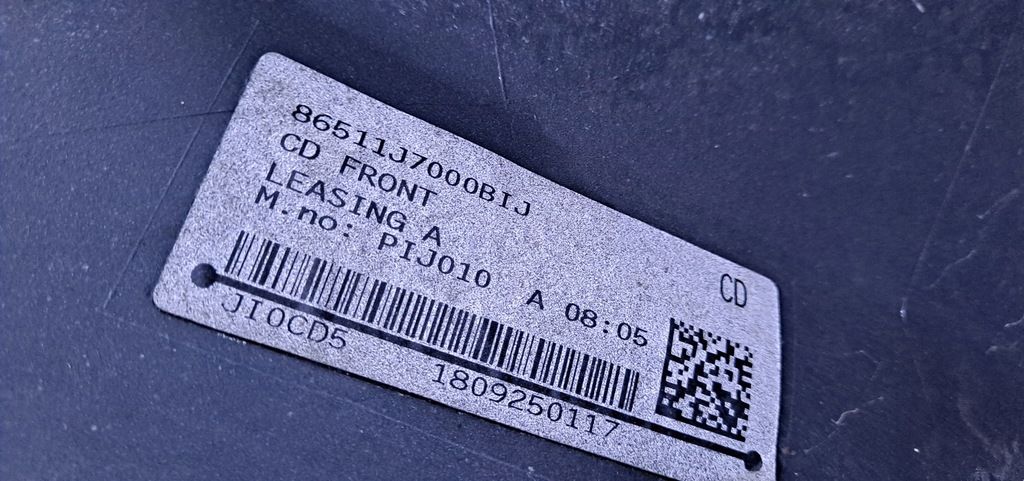 86511J7000BIJ
CD FRONT
LEASING A
M.no: PIJ010 A 08:05
CD
JI0CD5
1809250117